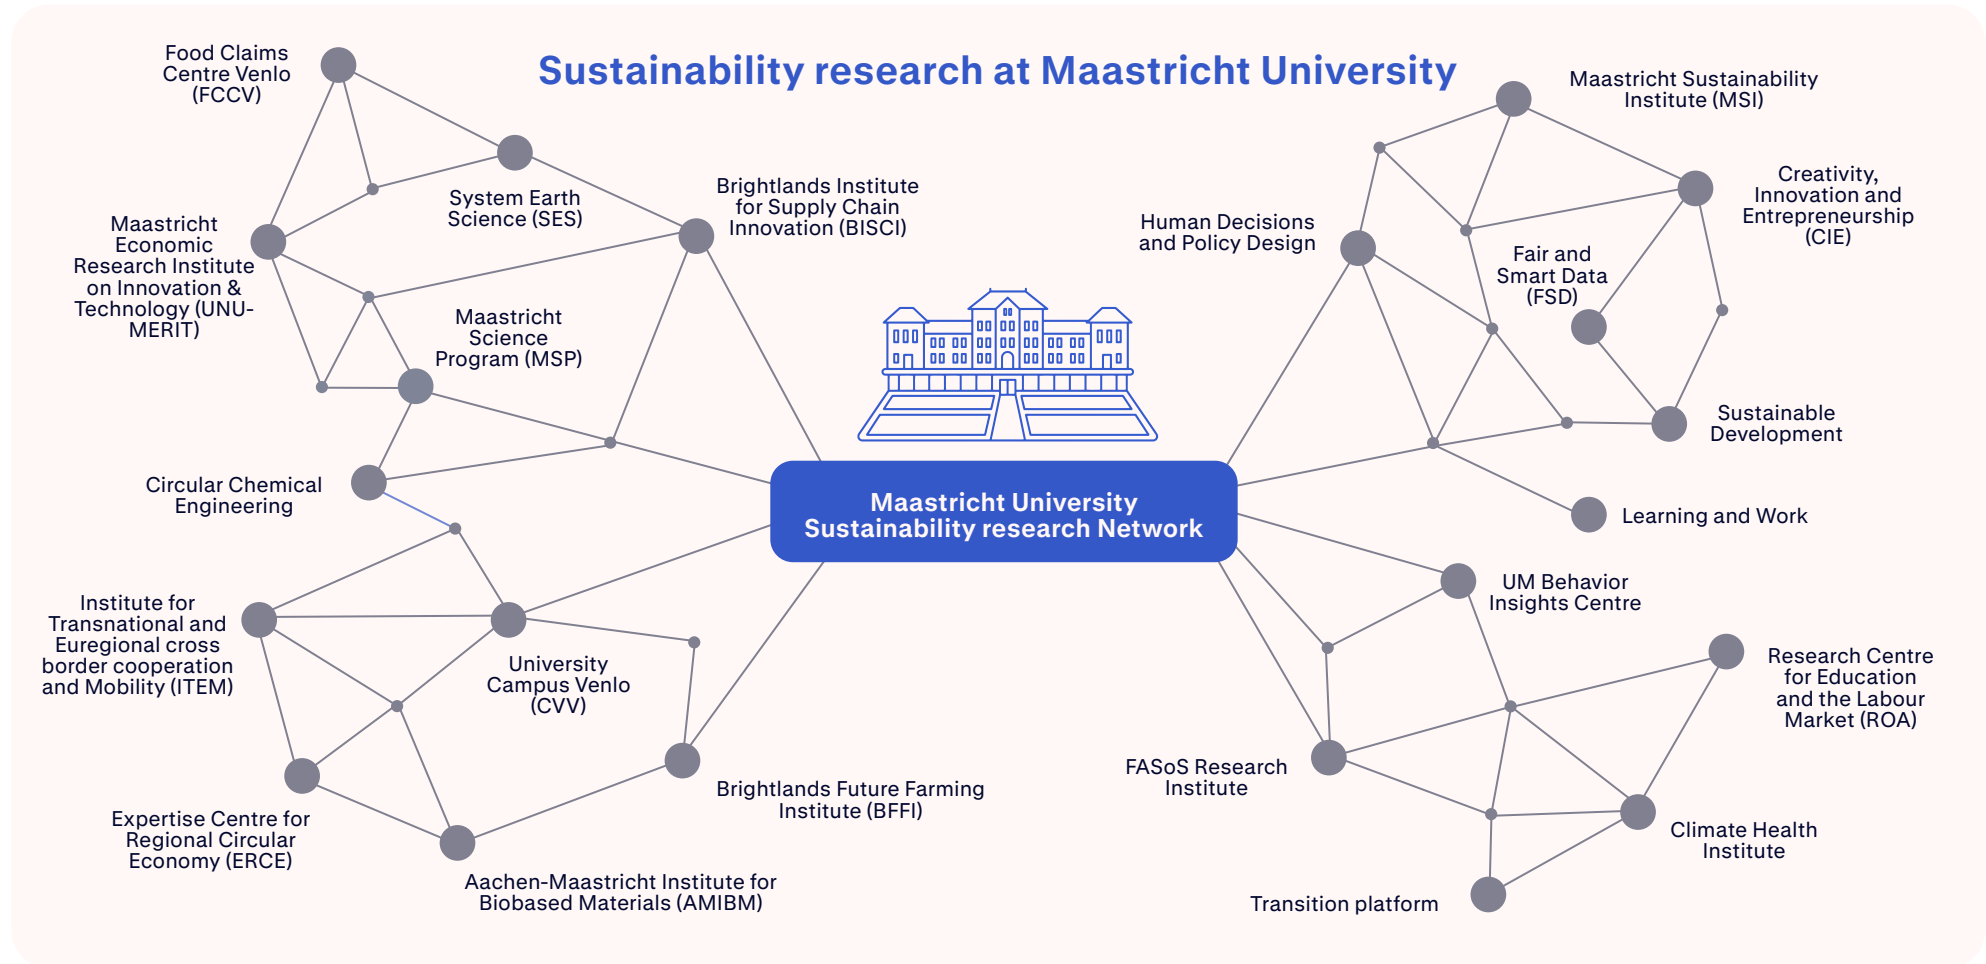 Sustainability research at Maastricht University
Food Claims
Centre Venlo
(FCCV)
System Earth
Science (SES)
Brightlands Institute
for Supply Chain
Innovation (BISCI)
Maastricht
Economic
Research Institute
on Innovation &
Technology (UNU-
MERIT)
Maastricht
Science
Program (MSP)
Circular Chemical
Engineering
Maastricht Sustainability
Institute (MSI)
Creativity,
Innovation and
Entrepreneurship
(CIE)
Human Decisions
and Policy Design
Fair and
Smart Data
(FSD)
Sustainable
Development
Learning and Work
Maastricht University
Sustainability research Network
Institute for
Transnational and
Euregional cross
border cooperation
and Mobility (ITEM)
University
Campus Venlo
(CVV)
Expertise Centre for
Regional Circular
Economy (ERCE)
Brightlands Future Farming
Institute (BFFI)
Aachen-Maastricht Institute for
Biobased Materials (AMIBM)
UM Behavior
Insights Centre
Research Centre
for Education
and the Labour
Market (ROA)
FASoS Research
Institute
Climate Health
Institute
Transition platform